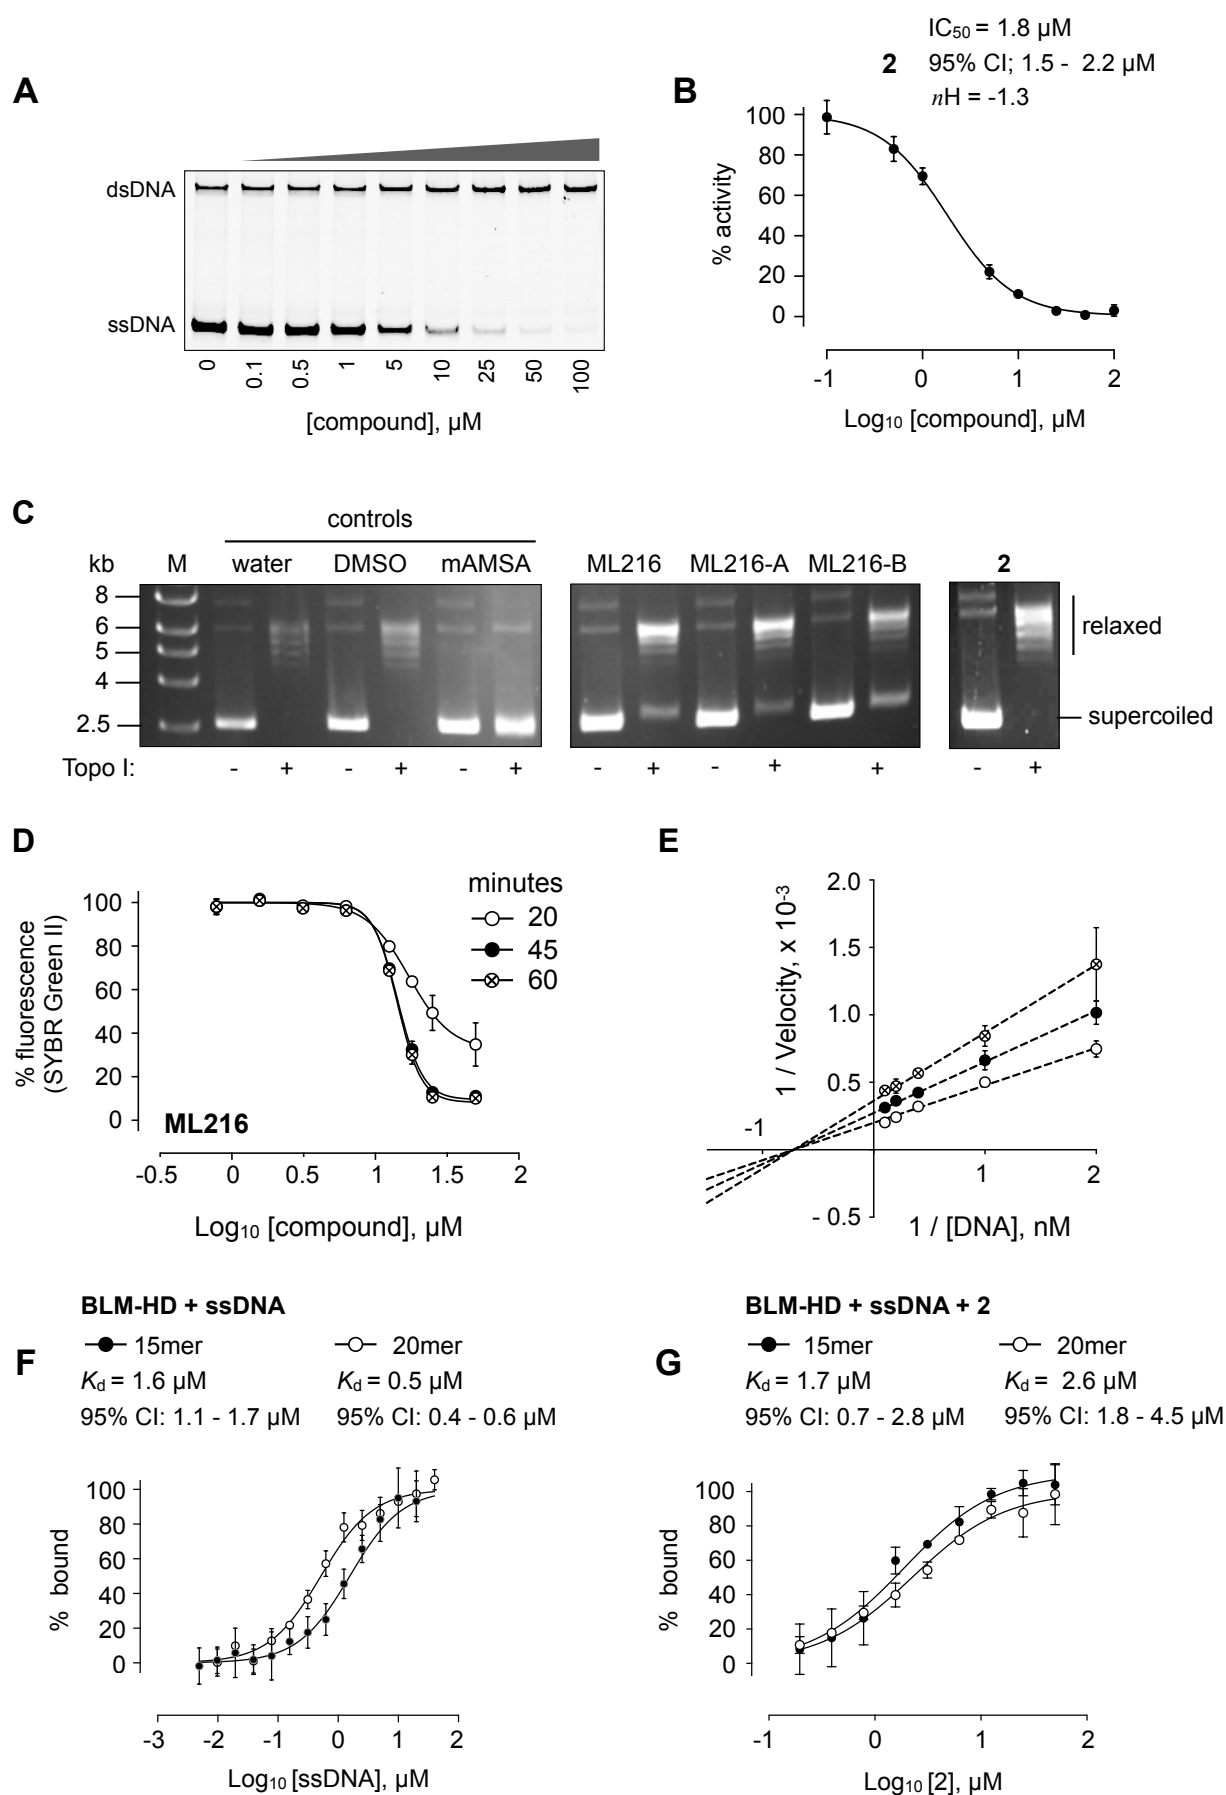 A
dsDNA
ssDNA
0 0.1 0.5 1 5 10 25 50 100
[compound], µM
B
2
IC50 = 1.8 µM
95% CI; 1.5 - 2.2 µM
nH = -1.3
100
80
60
40
20
0
% activity
-1 0 1 2
Log10 [compound], µM
C
controls
kb M water DMSO mAMSA ML216 ML216-A ML216-B 2
8
6
5
4
2.5
relaxed
supercoiled
Topo I: - + - + - + - + - + - + - +
D
minutes
20
45
60
100
80
60
40
20
0
% fluorescence
(SYBR Green II)
ML216
-0.5 0 0.5 1 1.5 2
Log10 [compound], µM
E
1 / Velocity, x 10-3
2.0
1.5
1.0
0.5
- 0.5
-1 1 2
1 / [DNA], nM
BLM-HD + ssDNA
F
15mer 20mer
Kd = 1.6 µM Kd = 0.5 µM
95% CI: 1.1 - 1.7 µM 95% CI: 0.4 - 0.6 µM
100
80
60
40
20
0
% bound
-3 -2 -1 0 1 2
Log10 [ssDNA], µM
BLM-HD + ssDNA + 2
G
15mer 20mer
Kd = 1.7 µM Kd = 2.6 µM
95% CI: 0.7 - 2.8 µM 95% CI: 1.8 - 4.5 µM
100
80
60
40
20
0
% bound
-1 0 1 2
Log10 [2], µM